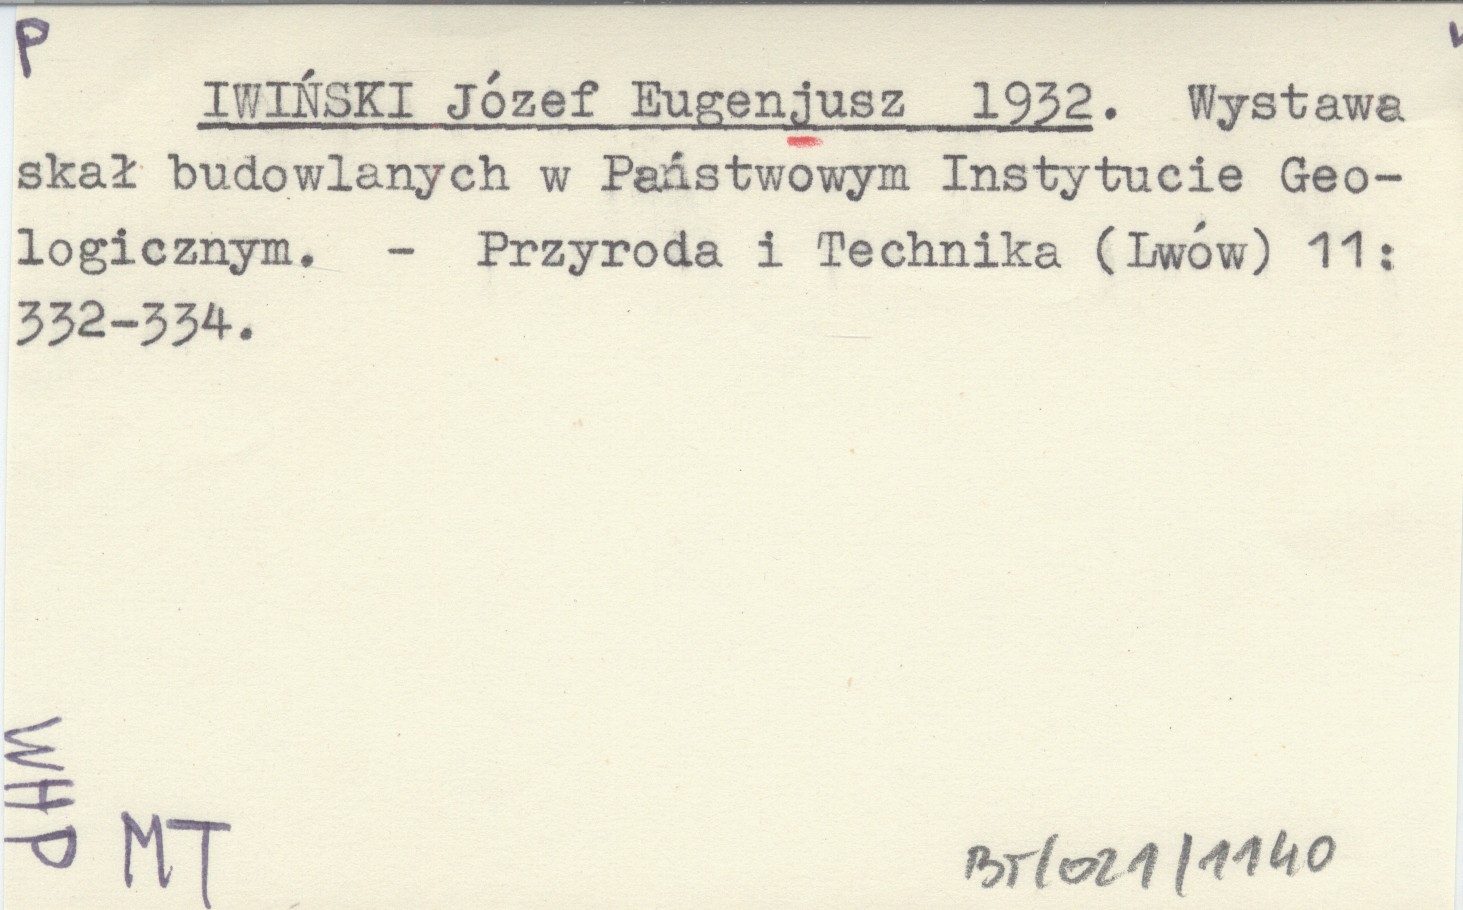 P
IWIŃSKI Józef Eugenjusz 1932. Wystawa
skał budowlanych w Państwowym Instytucie Geo-
logicznym. - Przyroda i Technika (Lwów) 11:
332-334.
WHP
MT
BT/021/1140